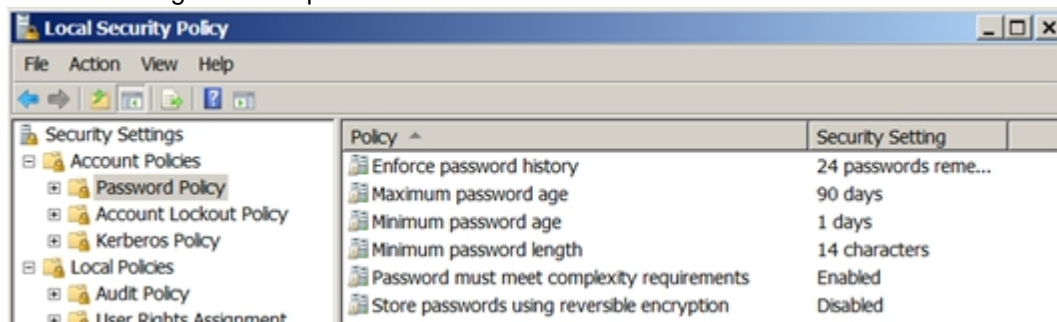 Local Security Policy
File Action View Help
Security Settings
Account Policies
Password Policy
Account Lockout Policy
Kerberos Policy
Local Policies
Audit Policy
User Rights Assignment
Policy Security Setting
Enforce password history 24 passwords reme...
Maximum password age 90 days
Minimum password age 1 days
Minimum password length 14 characters
Password must meet complexity requirements Enabled
Store passwords using reversible encryption Disabled